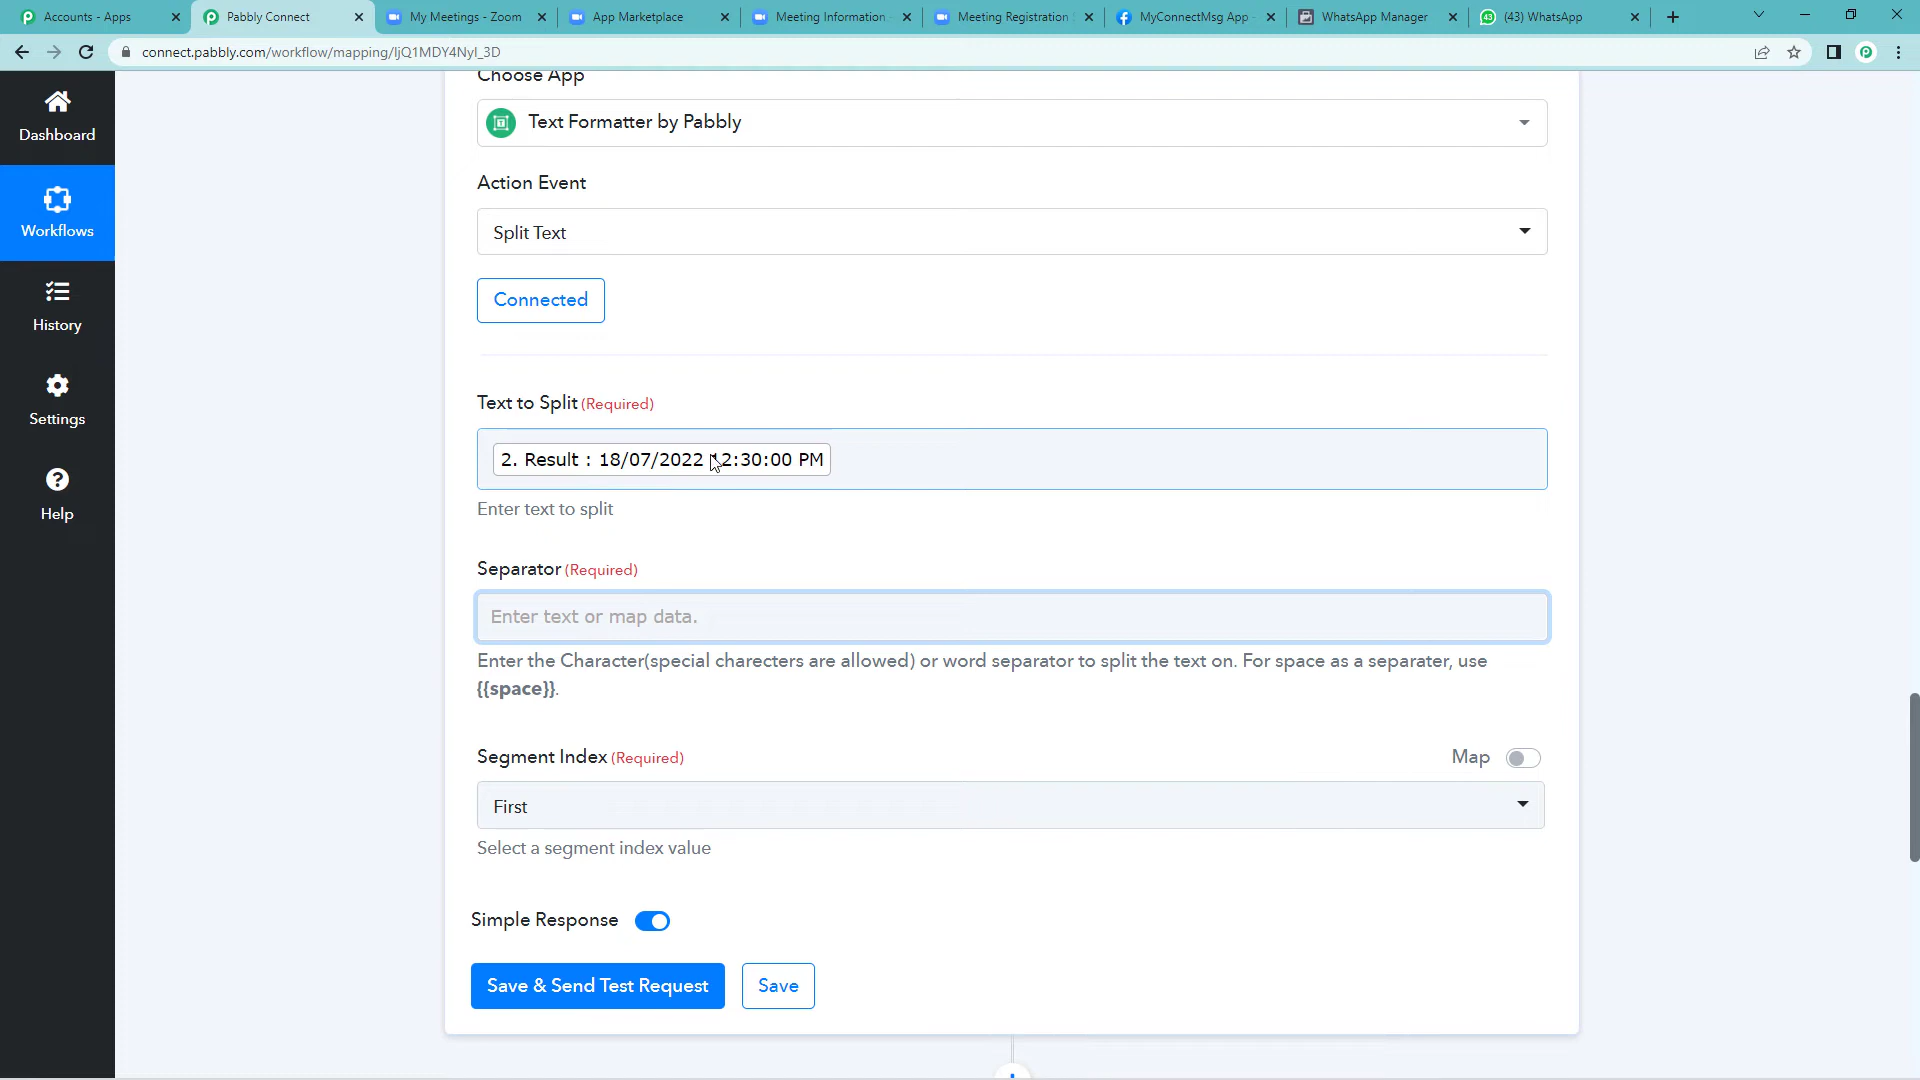 Accounts - Apps
Pabbly Connect
My Meetings - Zoom
App Marketplace
Meeting Information
Meeting Registration
MyConnectMsg App -
WhatsApp Manager
(43) WhatsApp
connect.pabbly.com/workflow/mapping/IjQ1MDY4NyI_3D
Dashboard
Workflows
History
Settings
Help
Choose App
Text Formatter by Pabbly
Action Event
Split Text
Connected
Text to Split (Required)
2. Result : 18/07/2022 12:30:00 PM
Enter text to split
Separator (Required)
Enter text or map data.
Enter the Character(special charecters are allowed) or word separator to split the text on. For space as a separater, use
{{space}}.
Segment Index (Required)
Map
First
Select a segment index value
Simple Response
Save & Send Test Request
Save